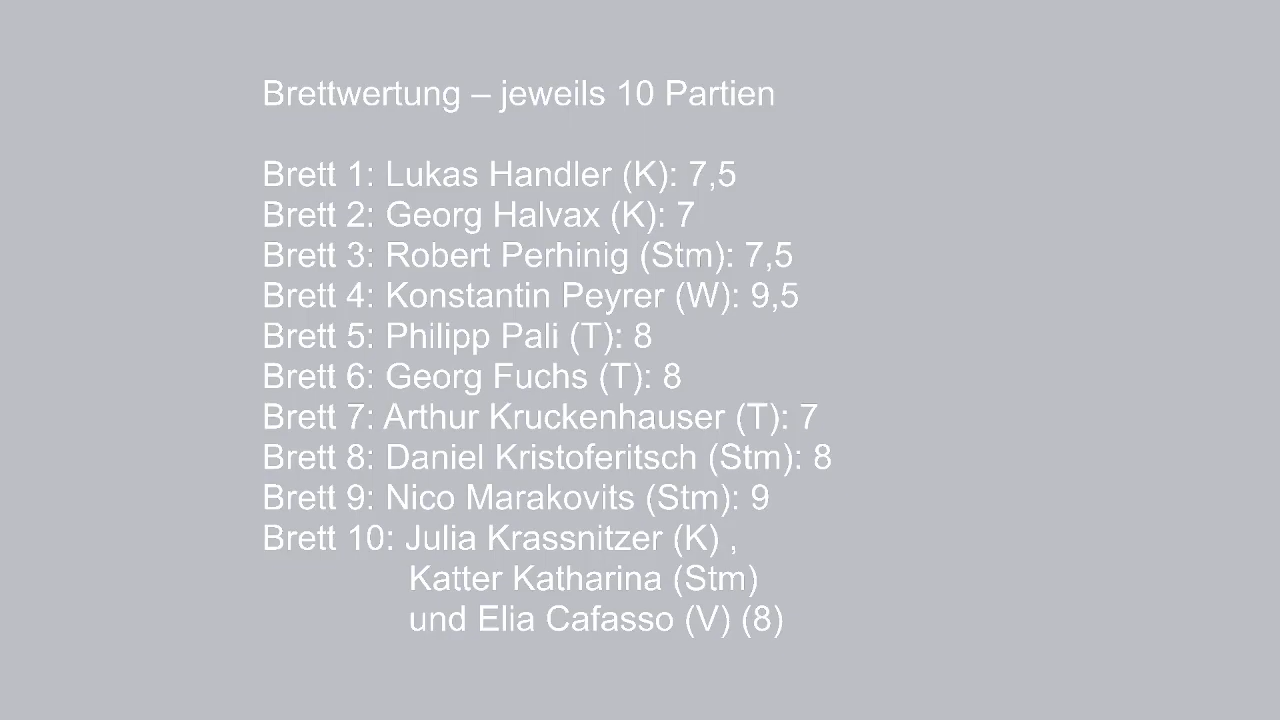 Brettwertung – jeweils 10 Partien
Brett 1: Lukas Handler (K): 7,5
Brett 2: Georg Halvax (K): 7
Brett 3: Robert Perhinig (Stm): 7,5
Brett 4: Konstantin Peyrer (W): 9,5
Brett 5: Philipp Pali (T): 8
Brett 6: Georg Fuchs (T): 8
Brett 7: Arthur Kruckenhauser (T): 7
Brett 8: Daniel Kristoferitsch (Stm): 8
Brett 9: Nico Marakovits (Stm): 9
Brett 10: Julia Krassnitzer (K) ,
Katter Katharina (Stm)
und Elia Cafasso (V) (8)